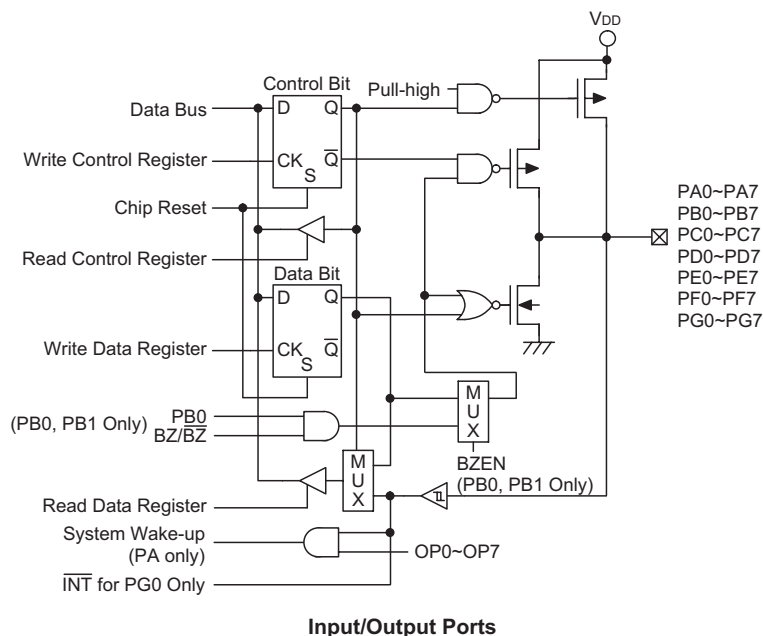 VDD
Control Bit
Pull-high
Data Bus
D
Q
Write Control Register
CK
Q̅
S
Chip Reset
Read Control Register
Data Bit
D
Q
Write Data Register
CK
Q̅
S
PA0~PA7
PB0~PB7
PC0~PC7
PD0~PD7
PE0~PE7
PF0~PF7
PG0~PG7
(PB0, PB1 Only)
PB0
BZ/B̅Z̅
M
U
X
BZEN
(PB0, PB1 Only)
M
U
X
Read Data Register
System Wake-up
(PA only)
OP0~OP7
I̅N̅T̅ for PG0 Only
Input/Output Ports